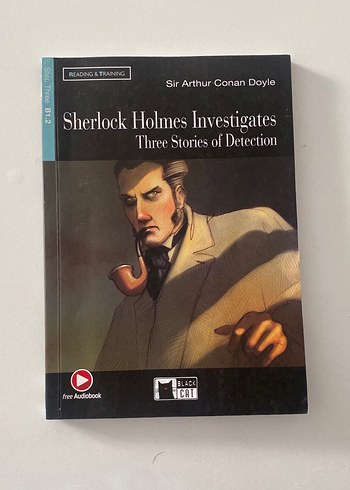 Step Three B1.2
READING & TRAINING
Sir Arthur Conan Doyle
Sherlock Holmes Investigates
Three Stories of Detection
free Audiobook
BLACK
CAT